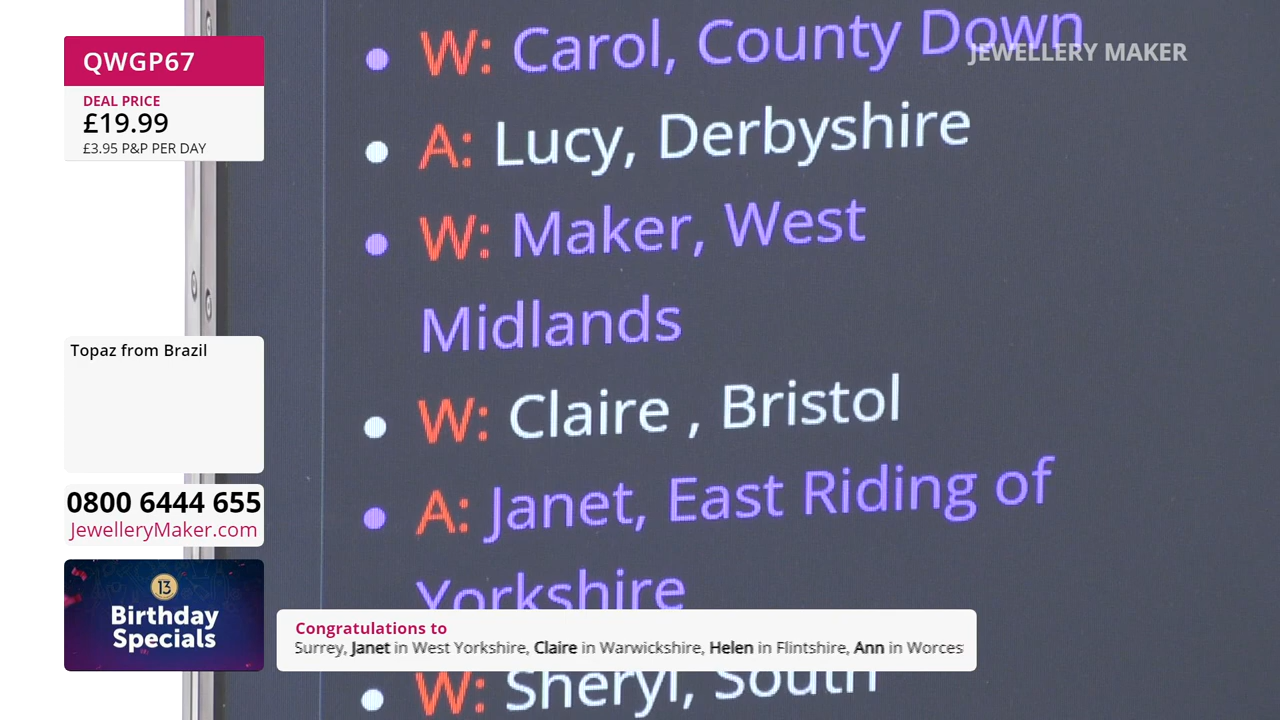 QWGP67
DEAL PRICE
£19.99
£3.95 P&P PER DAY
JEWELLERY MAKER
• W: Carol, County Down
• A: Lucy, Derbyshire
• W: Maker, West
Midlands
• W: Claire , Bristol
• A: Janet, East Riding of
Yorkshire
• W: Sheryl, South
Topaz from Brazil
0800 6444 655
JewelleryMaker.com
13
Birthday
Specials
Congratulations to
Surrey, Janet in West Yorkshire, Claire in Warwickshire, Helen in Flintshire, Ann in Worces